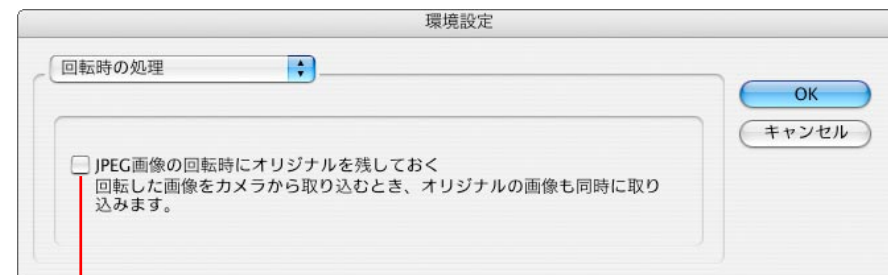 環境設定
回転時の処理
OK
キャンセル
JPEG画像の回転時にオリジナルを残しておく
回転した画像をカメラから取り込むとき、オリジナルの画像も同時に取り
込みます。